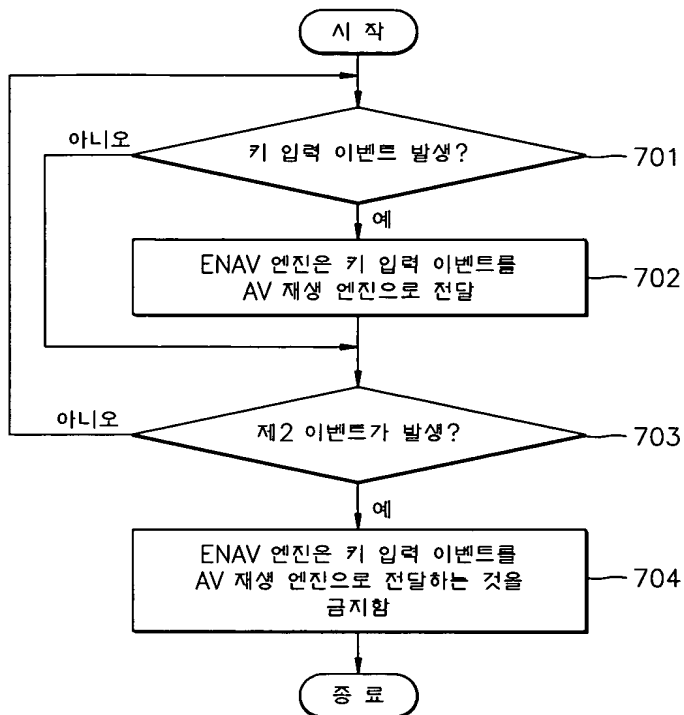 시 작
아니오
키 입력 이벤트 발생?
701
예
ENAV 엔진은 키 입력 이벤트를
AV 재생 엔진으로 전달
702
아니오
제2 이벤트가 발생?
703
예
ENAV 엔진은 키 입력 이벤트를
AV 재생 엔진으로 전달하는 것을
금지함
704
종 료